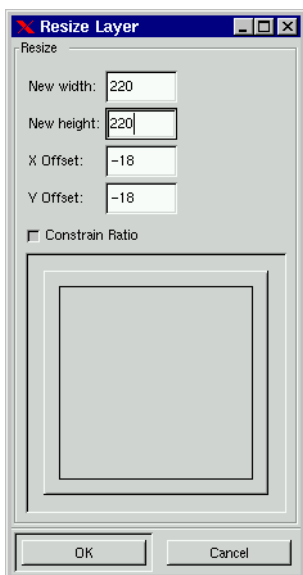 Resize Layer
Resize
New width: 220
New height: 220
X Offset: -18
Y Offset: -18
Constrain Ratio
OK Cancel